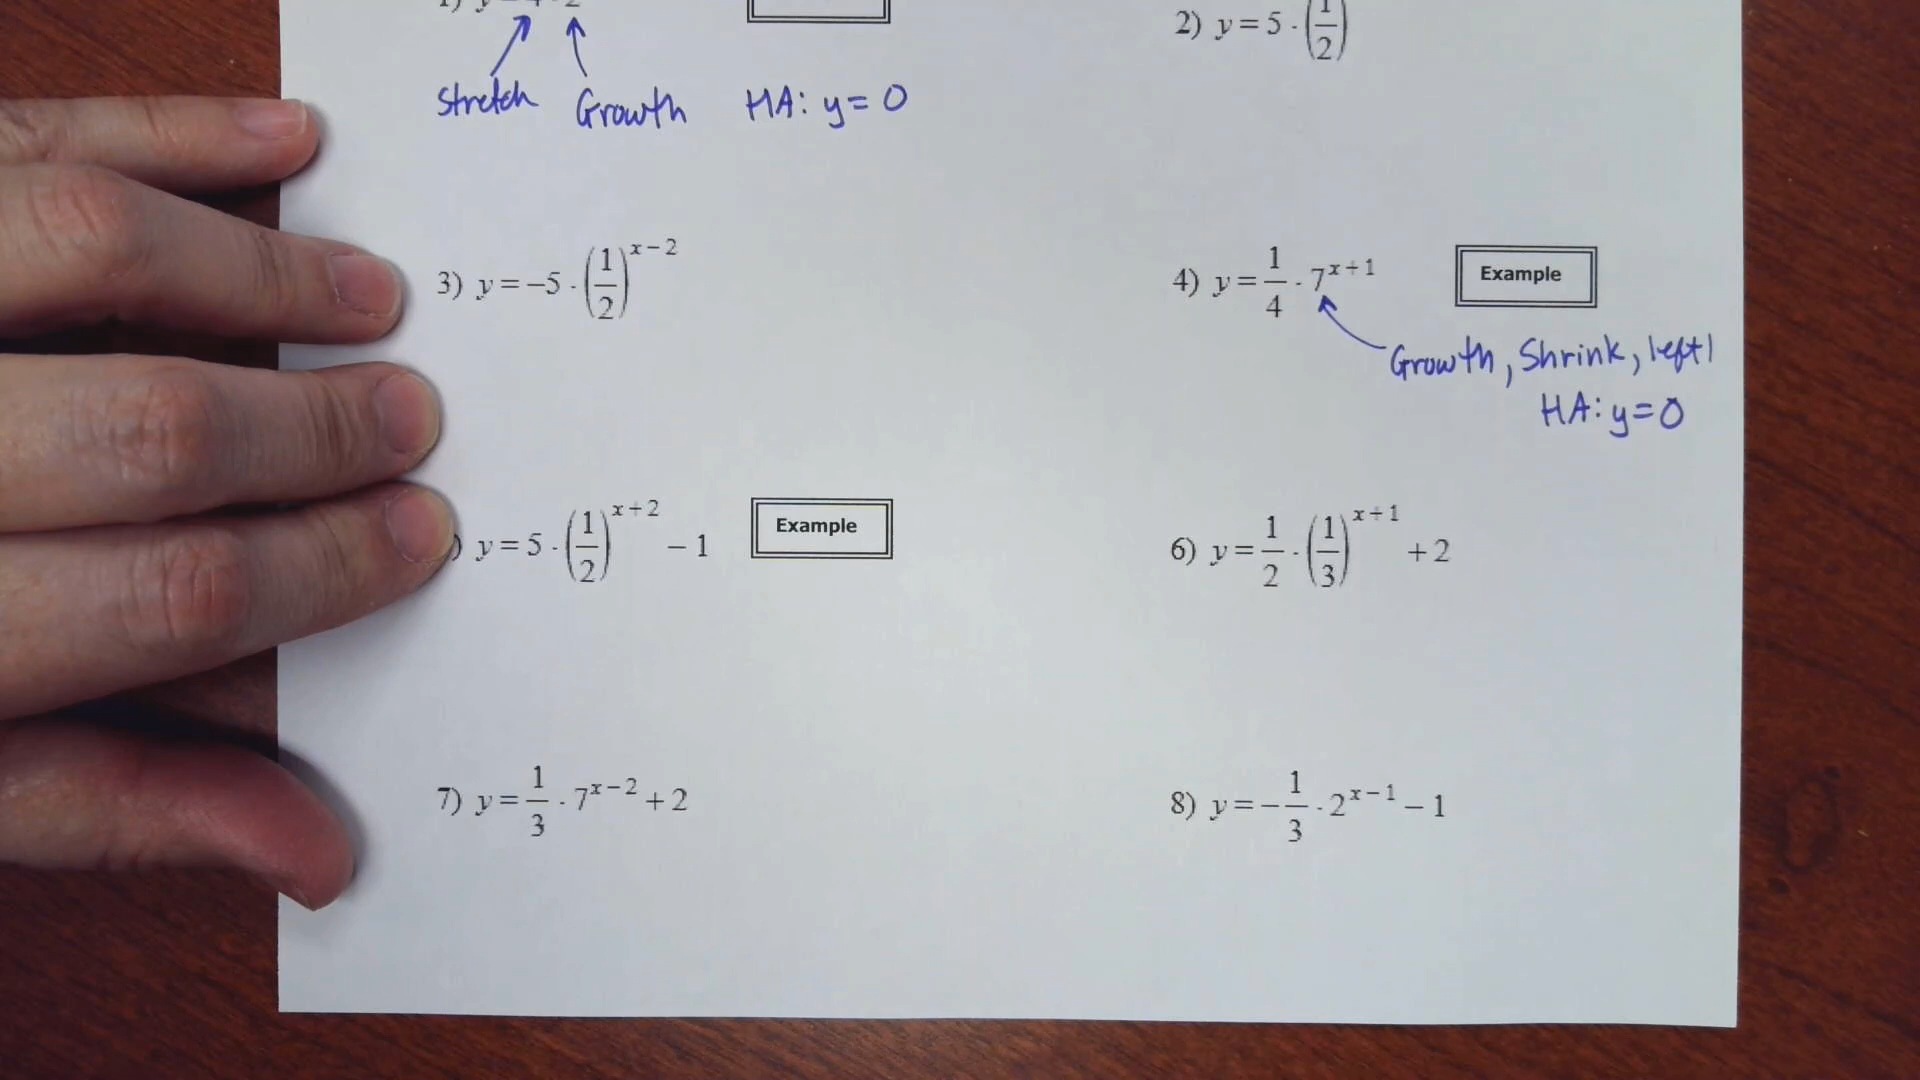 1) y
Stretch Growth HA: y = 0
2) y = 5 · (1/2)
3) y = −5 · (1/2)^(x − 2)
4) y = 1/4 · 7^(x + 1)
Example
Growth, Shrink, left 1
HA: y = 0
) y = 5 · (1/2)^(x + 2) − 1
Example
6) y = 1/2 · (1/3)^(x + 1) + 2
7) y = 1/3 · 7^(x − 2) + 2
8) y = −1/3 · 2^(x − 1) − 1